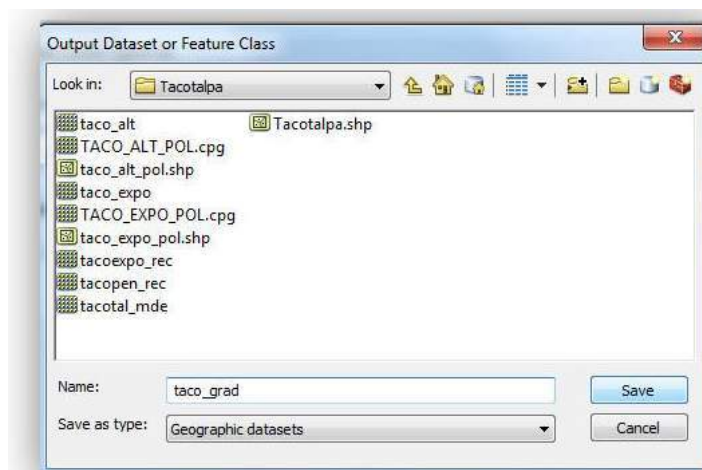 Output Dataset or Feature Class
Look in: Tacotalpa
taco_alt
TACO_ALT_POL.cpg
taco_alt_pol.shp
taco_expo
TACO_EXPO_POL.cpg
taco_expo_pol.shp
tacoexpo_rec
tacopen_rec
tacotal_mde
Tacotalpa.shp
Name: taco_grad Save
Save as type: Geographic datasets Cancel